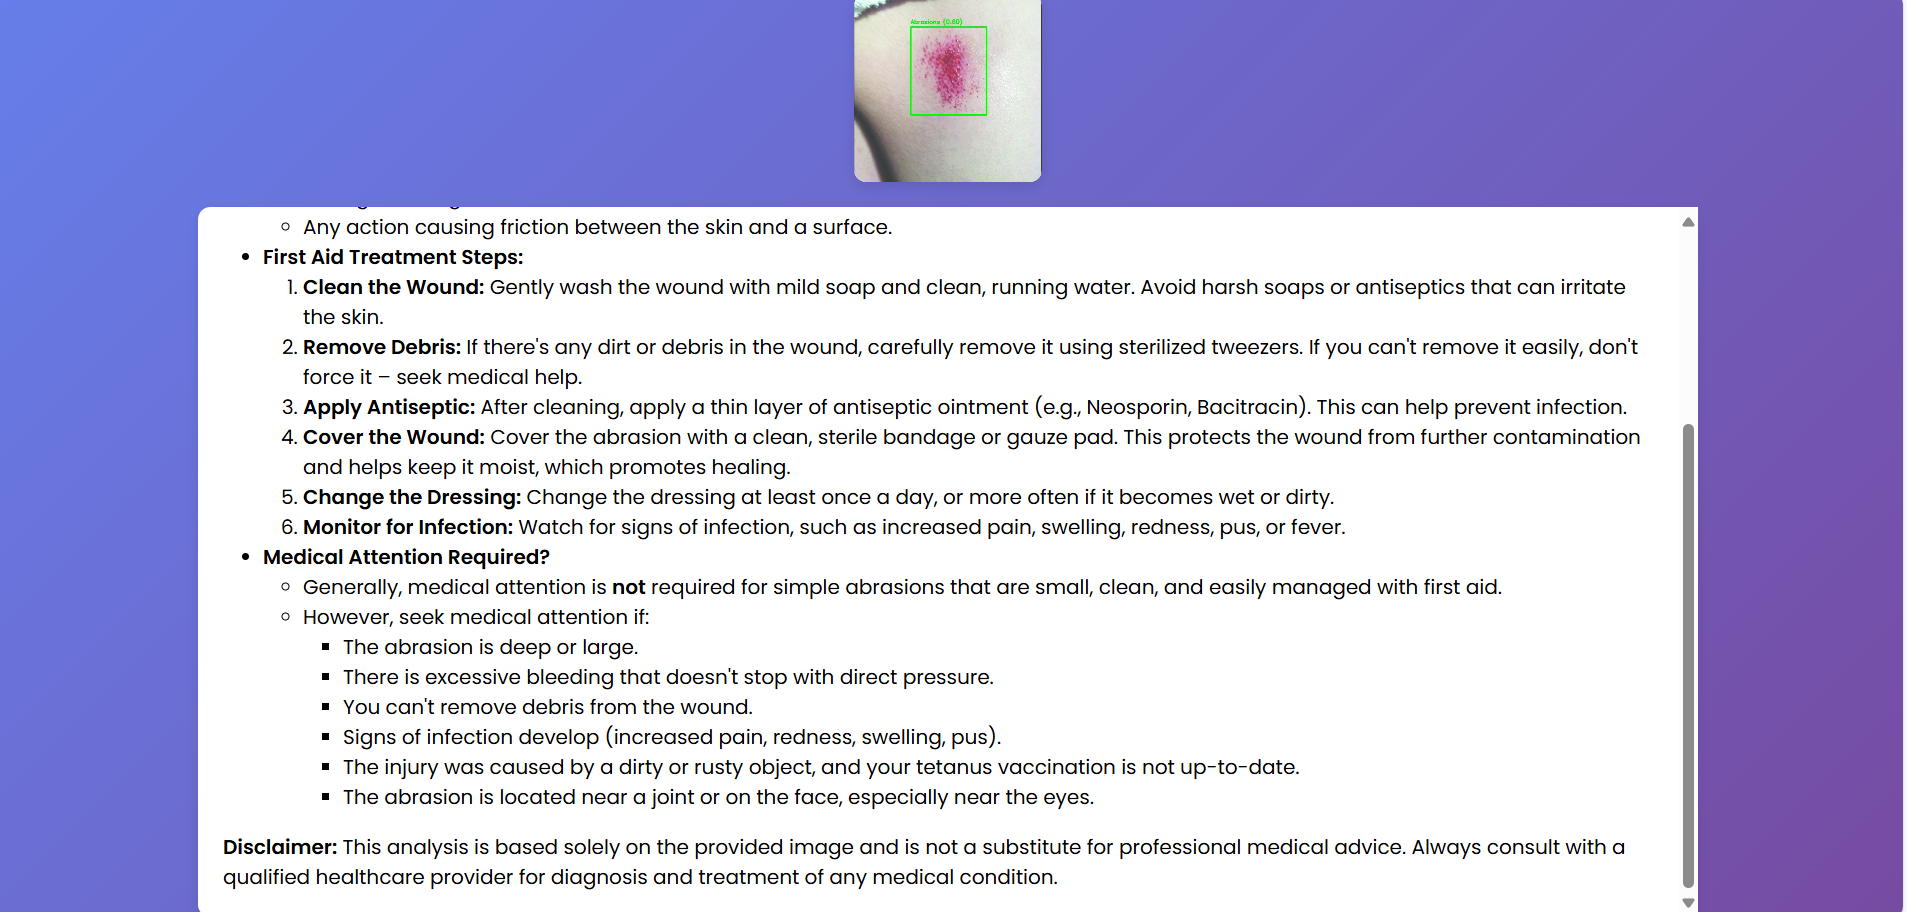 Abrasions (0.80)
Any action causing friction between the skin and a surface.
First Aid Treatment Steps:
1. Clean the Wound: Gently wash the wound with mild soap and clean, running water. Avoid harsh soaps or antiseptics that can irritate
the skin.
2. Remove Debris: If there's any dirt or debris in the wound, carefully remove it using sterilized tweezers. If you can't remove it easily, don't
force it – seek medical help.
3. Apply Antiseptic: After cleaning, apply a thin layer of antiseptic ointment (e.g., Neosporin, Bacitracin). This can help prevent infection.
4. Cover the Wound: Cover the abrasion with a clean, sterile bandage or gauze pad. This protects the wound from further contamination
and helps keep it moist, which promotes healing.
5. Change the Dressing: Change the dressing at least once a day, or more often if it becomes wet or dirty.
6. Monitor for Infection: Watch for signs of infection, such as increased pain, swelling, redness, pus, or fever.
Medical Attention Required?
Generally, medical attention is not required for simple abrasions that are small, clean, and easily managed with first aid.
However, seek medical attention if:
The abrasion is deep or large.
There is excessive bleeding that doesn't stop with direct pressure.
You can't remove debris from the wound.
Signs of infection develop (increased pain, redness, swelling, pus).
The injury was caused by a dirty or rusty object, and your tetanus vaccination is not up-to-date.
The abrasion is located near a joint or on the face, especially near the eyes.
Disclaimer: This analysis is based solely on the provided image and is not a substitute for professional medical advice. Always consult with a
qualified healthcare provider for diagnosis and treatment of any medical condition.